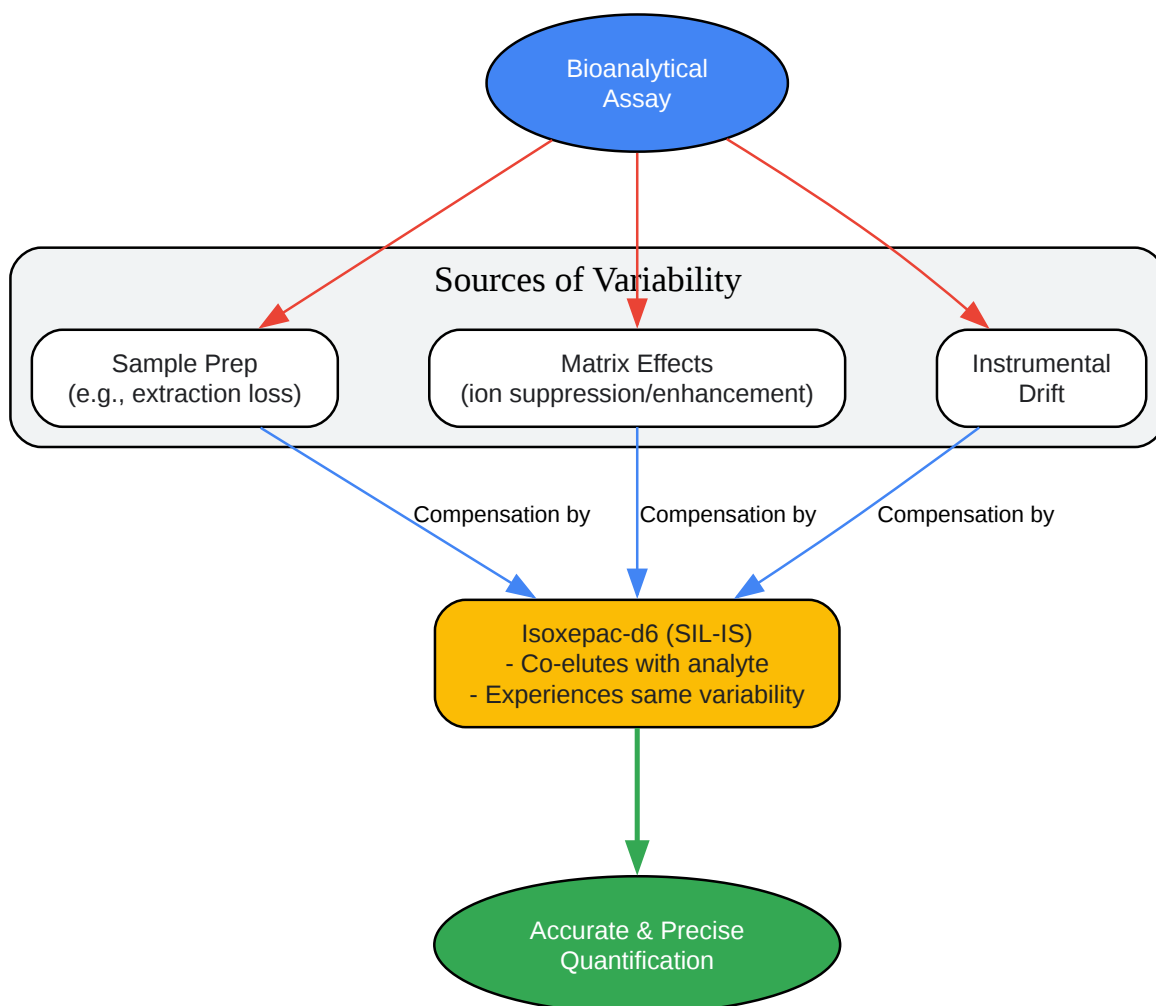 Bioanalytical
Assay
Sources of Variability
Sample Prep
(e.g., extraction loss)
Matrix Effects
(ion suppression/enhancement)
Instrumental
Drift
Compensation by
Compensation by
Compensation by
Isoxepac-d6 (SIL-IS)
- Co-elutes with analyte
- Experiences same variability
Accurate & Precise
Quantification